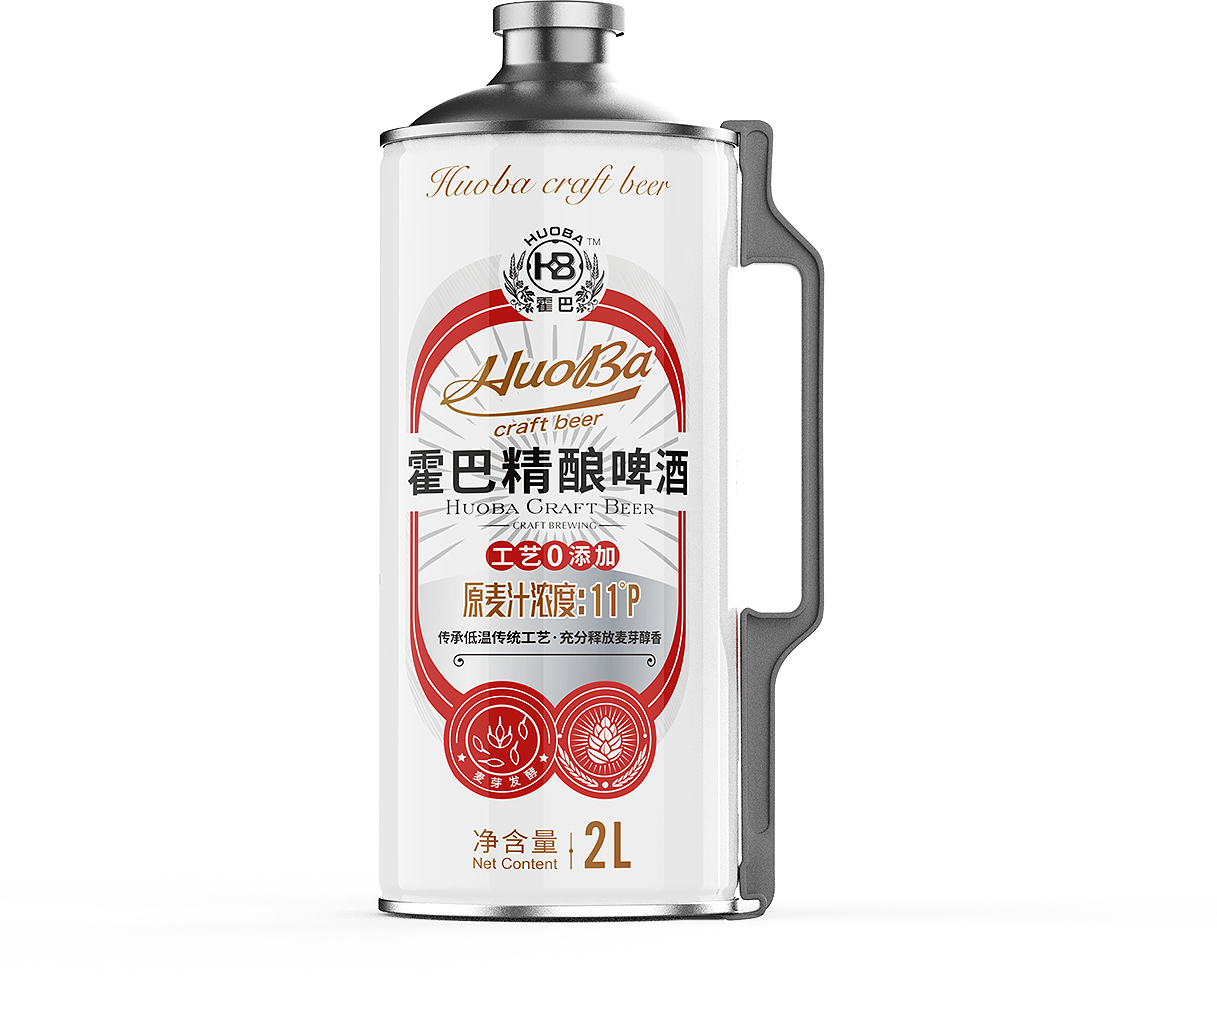 Huoba craft beer
HUOBA TM
HB
霍巴
HuoBa
craft beer
霍巴精酿啤酒
HUOBA CRAFT BEER
CRAFT BREWING
工艺0添加
原麦汁浓度:11°P
传承低温传统工艺·充分释放麦芽醇香
麦芽发酵
净含量
Net Content
2L